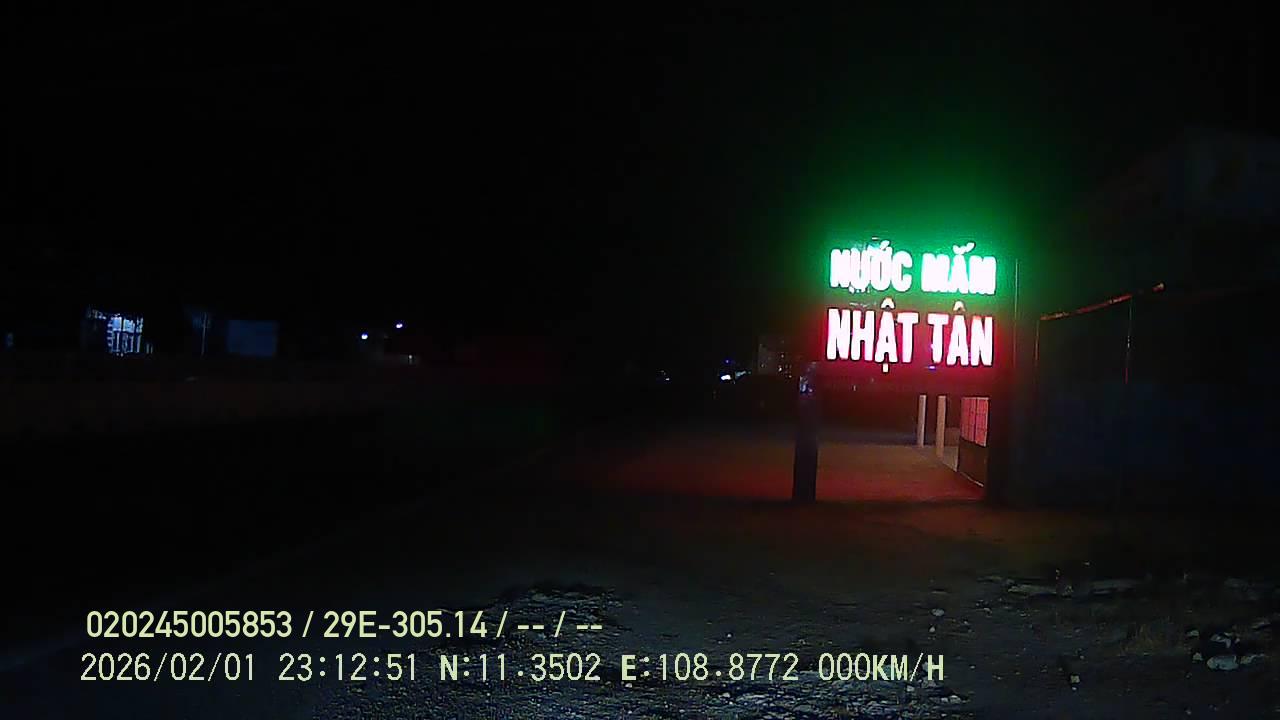 NƯỚC MẮM
NHẬT TÂN
020245005853 / 29E-305.14 / -- / --
2026/02/01 23:12:51 N:11.3502 E:108.8772 000KM/H